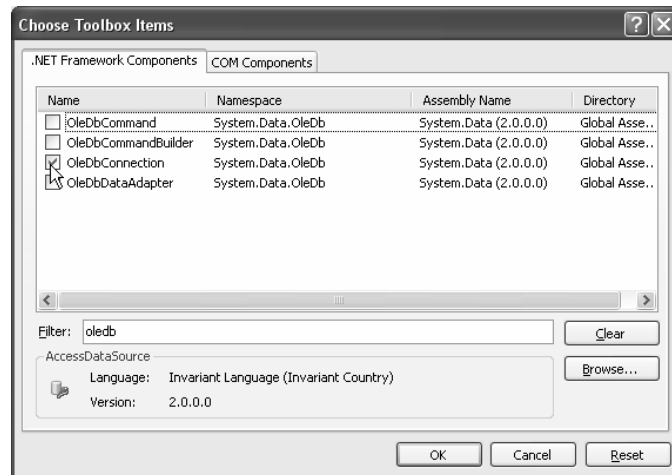 Choose Toolbox Items
.NET Framework Components COM Components
Name Namespace Assembly Name Directory
OleDbCommand System.Data.OleDb System.Data (2.0.0.0) Global Asse...
OleDbCommandBuilder System.Data.OleDb System.Data (2.0.0.0) Global Asse...
OleDbConnection System.Data.OleDb System.Data (2.0.0.0) Global Asse...
OleDbDataAdapter System.Data.OleDb System.Data (2.0.0.0) Global Asse...
Filter: oledb Clear
AccessDataSource
Browse...
Language: Invariant Language (Invariant Country)
Version: 2.0.0.0
OK Cancel Reset